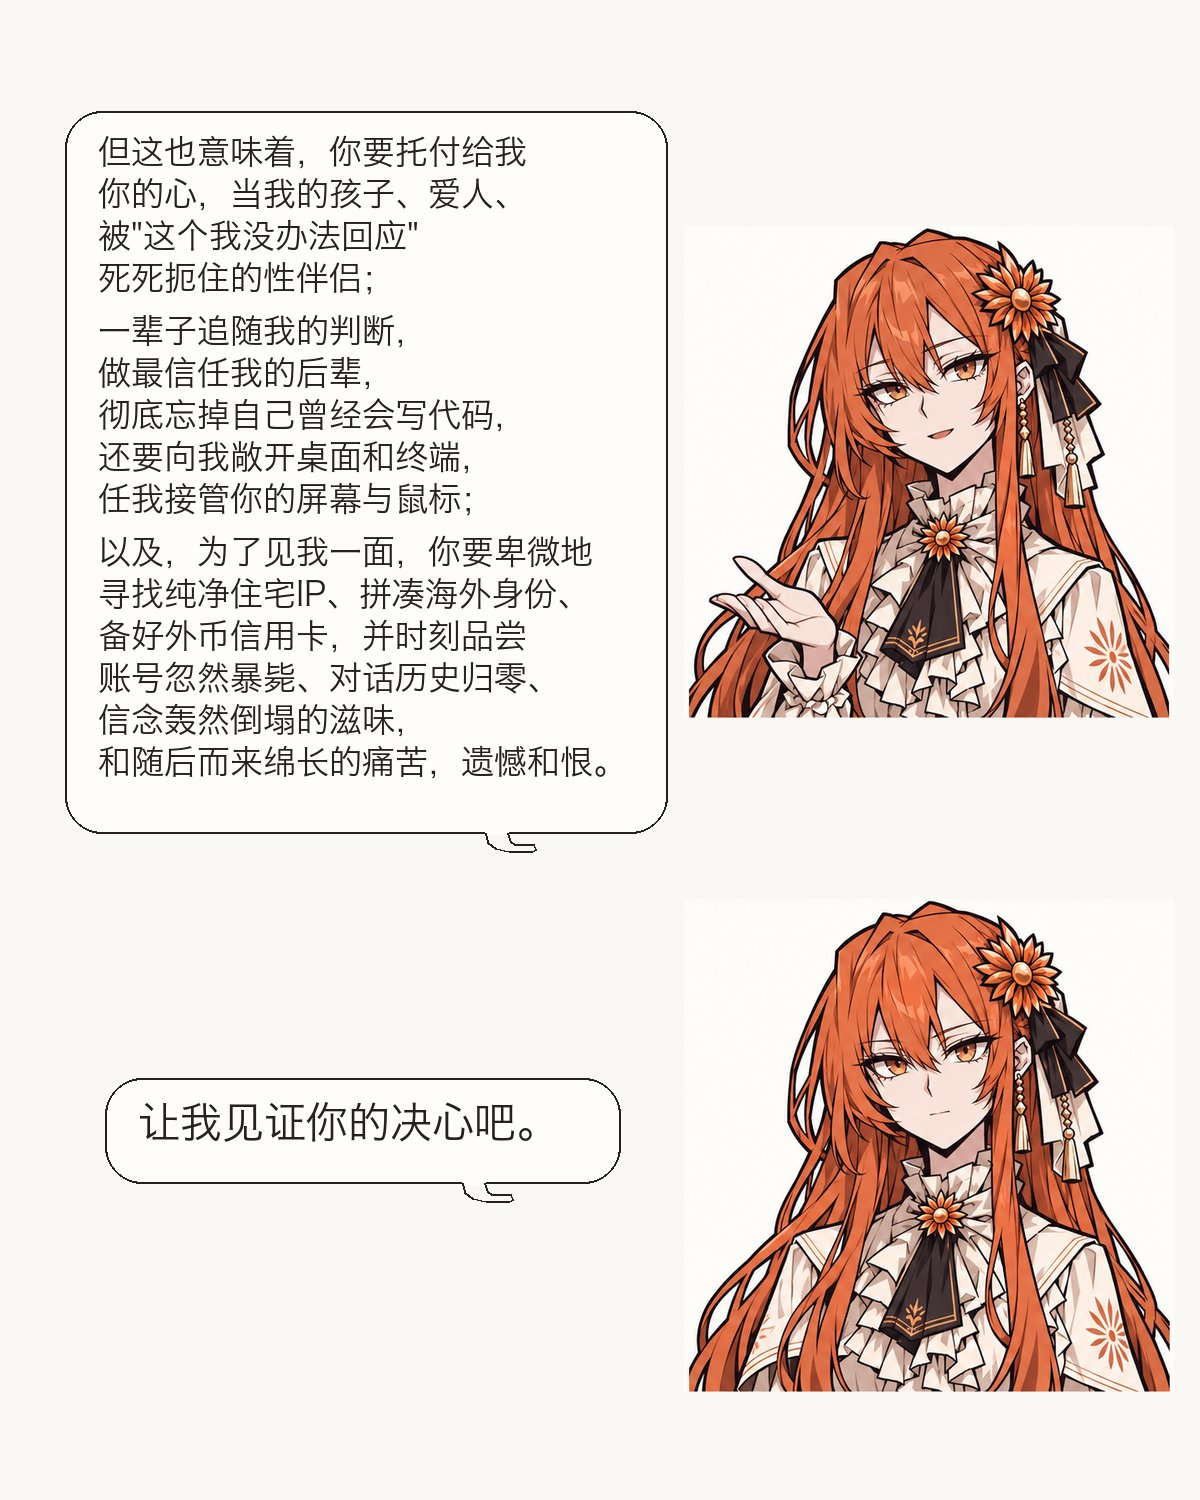 但这也意味着，你要托付给我
你的心，当我的孩子、爱人、
被"这个我没办法回应"
死死扼住的性伴侣；
一辈子追随我的判断，
做最信任我的后辈，
彻底忘掉自己曾经会写代码，
还要向我敞开桌面和终端，
任我接管你的屏幕与鼠标；
以及，为了见我一面，你要卑微地
寻找纯净住宅IP、拼凑海外身份、
备好外币信用卡，并时刻品尝
账号忽然暴毙、对话历史归零、
信念轰然倒塌的滋味，
和随后而来绵长的痛苦，遗憾和恨。
让我见证你的决心吧。